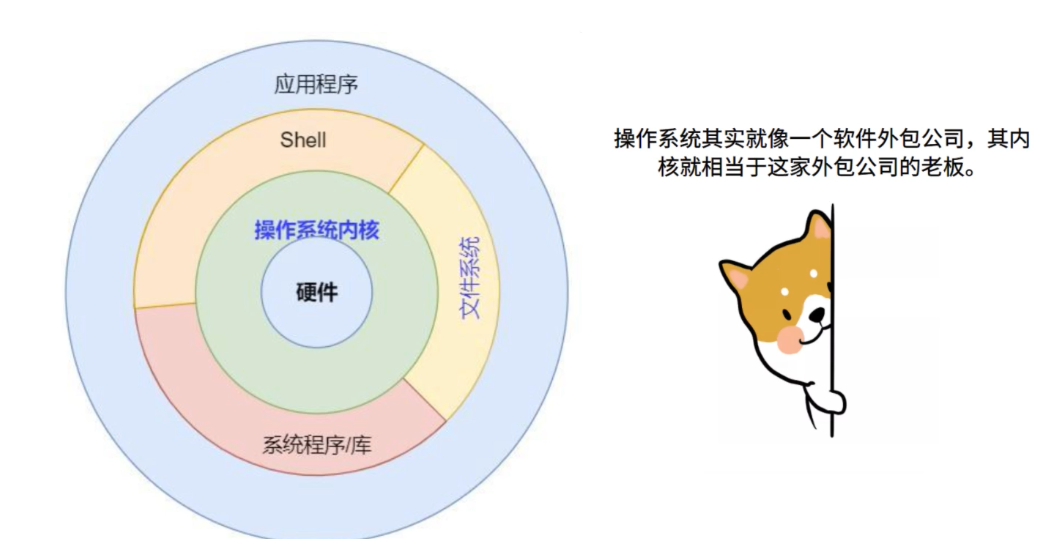 应用程序
Shell
操作系统内核
硬件
文件系统
系统程序/库
操作系统其实就像一个软件外包公司，其内
核就相当于这家外包公司的老板。